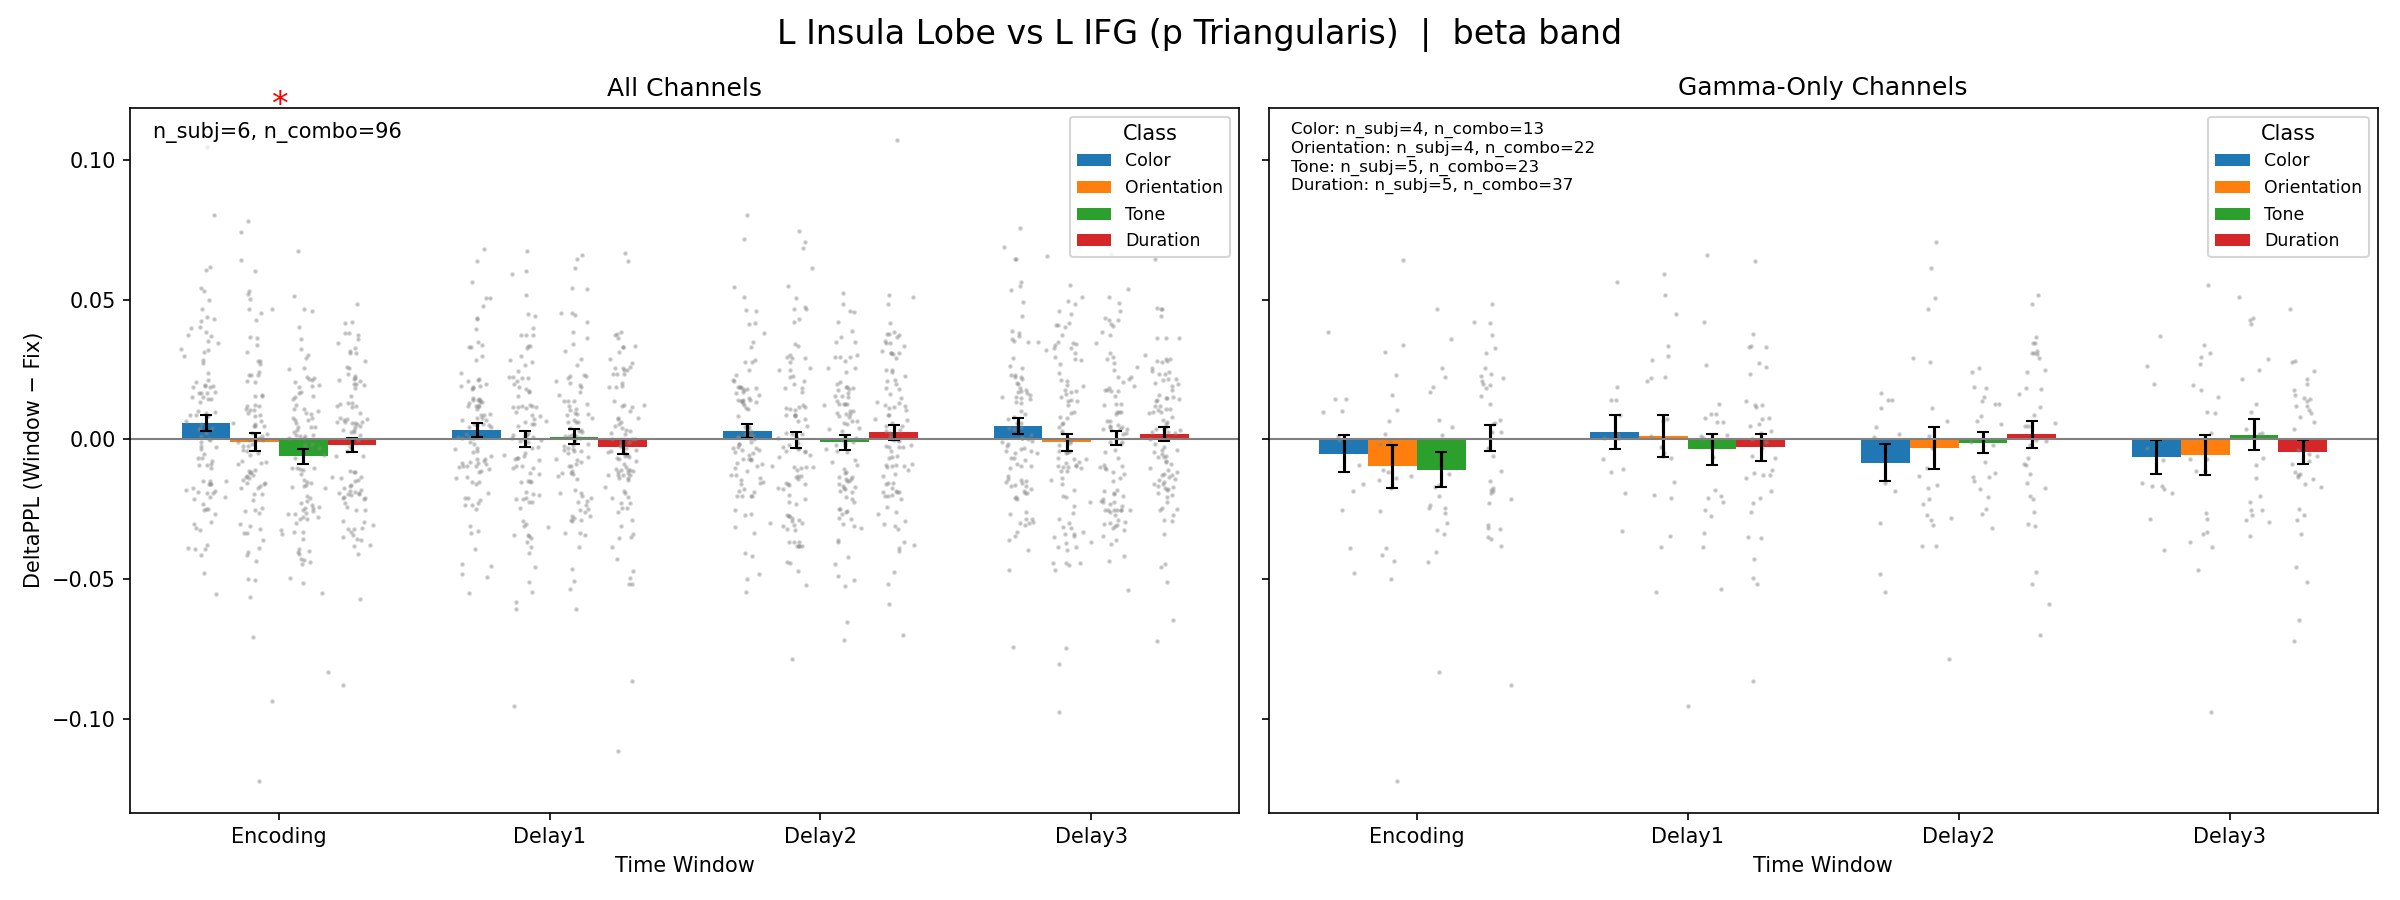 L Insula Lobe vs L IFG (p Triangularis) | beta band
All Channels
*
n_subj=6, n_combo=96
Class
Color
Orientation
Tone
Duration
DeltaPPL (Window − Fix)
0.10
0.05
0.00
−0.05
−0.10
Encoding
Delay1
Delay2
Delay3
Time Window
Gamma-Only Channels
Color: n_subj=4, n_combo=13
Orientation: n_subj=4, n_combo=22
Tone: n_subj=5, n_combo=23
Duration: n_subj=5, n_combo=37
Class
Color
Orientation
Tone
Duration
Encoding
Delay1
Delay2
Delay3
Time Window